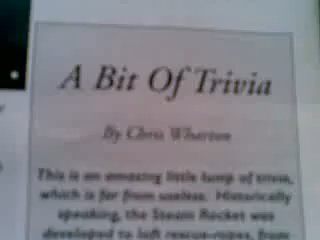 A Bit Of Trivia
By Chris Wharton
This is an amazing little lump of trivia,
which is far from useless. Historically
speaking, the Steam Rocket was
developed to loft rescue-ropes, from